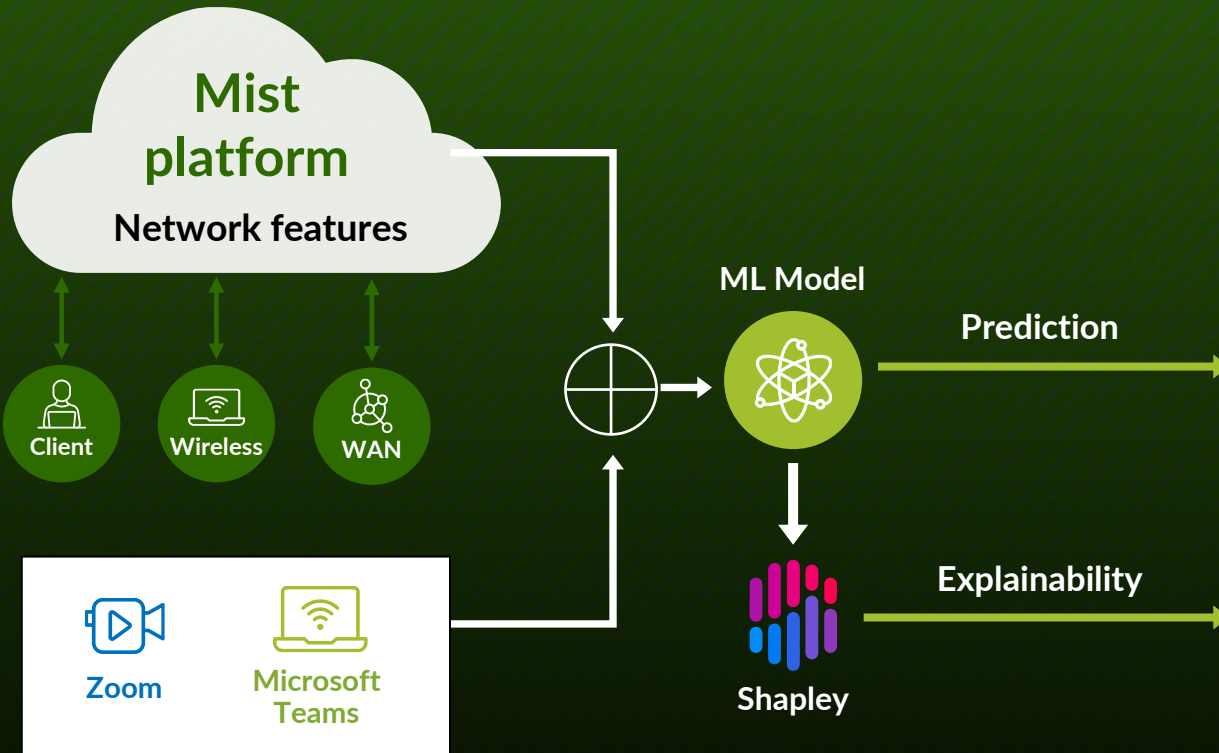 Mist
platform
Network features
Client
Wireless
WAN
Zoom
Microsoft
Teams
ML Model
Prediction
Shapley
Explainability